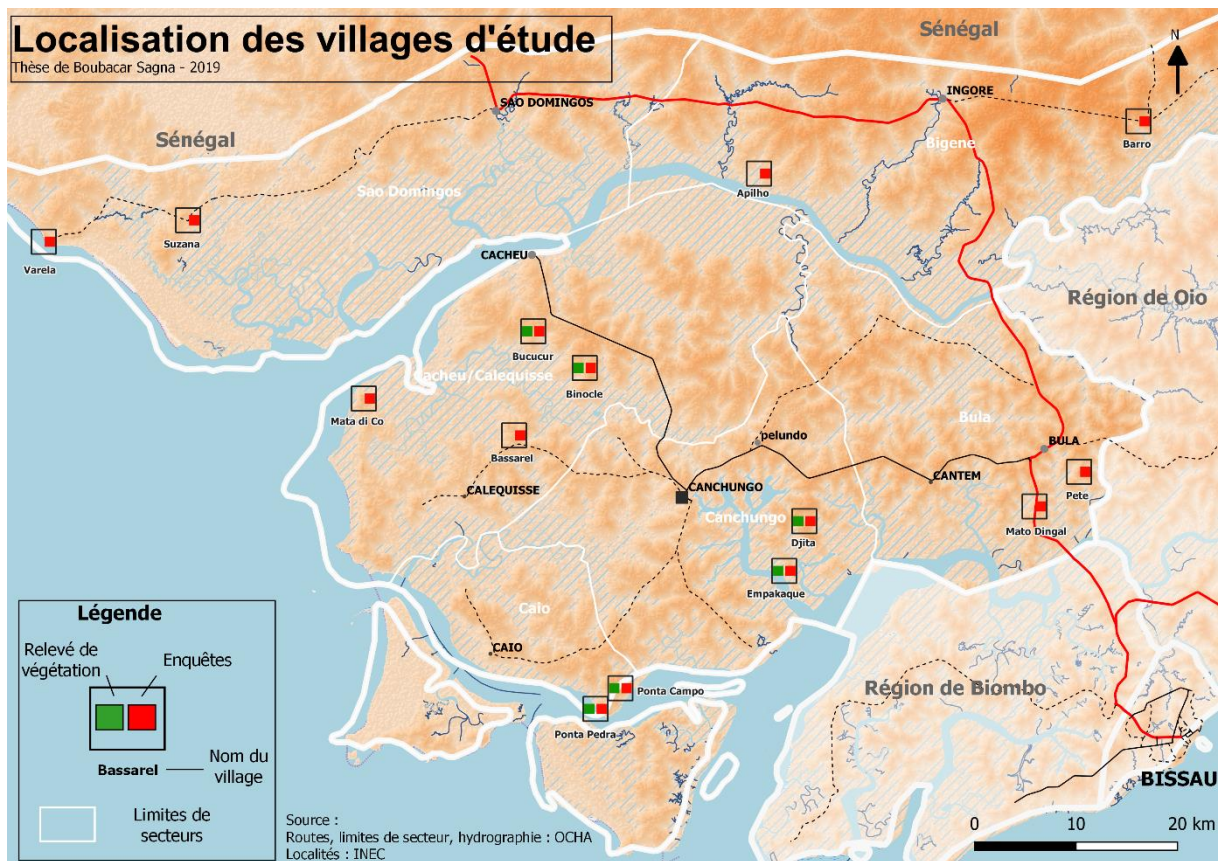 Localisation des villages d'étude
Thèse de Boubacar Sagna - 2019
Sénégal
N
Sénégal
SAO DOMINGOS
INGORE
Barro
Bigene
Apilho
Sao Domingos
Suzana
Varela
CACHEU
Région de Oio
Bucucur
Cacheu/Calequisse
Binocle
Mata di Co
Bula
Bassarel
pelundo
BULA
CALEQUISSE
CANCHUNGO
CANTEM
Pete
Canchungo
Djita
Mato Dingal
Empakaque
Caio
CAIO
Ponta Campo
Ponta Pedra
Région de Biombo
BISSAU
Légende
Relevé de
végétation
Enquêtes
Bassarel
Nom du
village
Limites de
secteurs
Source :
Routes, limites de secteur, hydrographie : OCHA
Localités : INEC
0 10 20 km